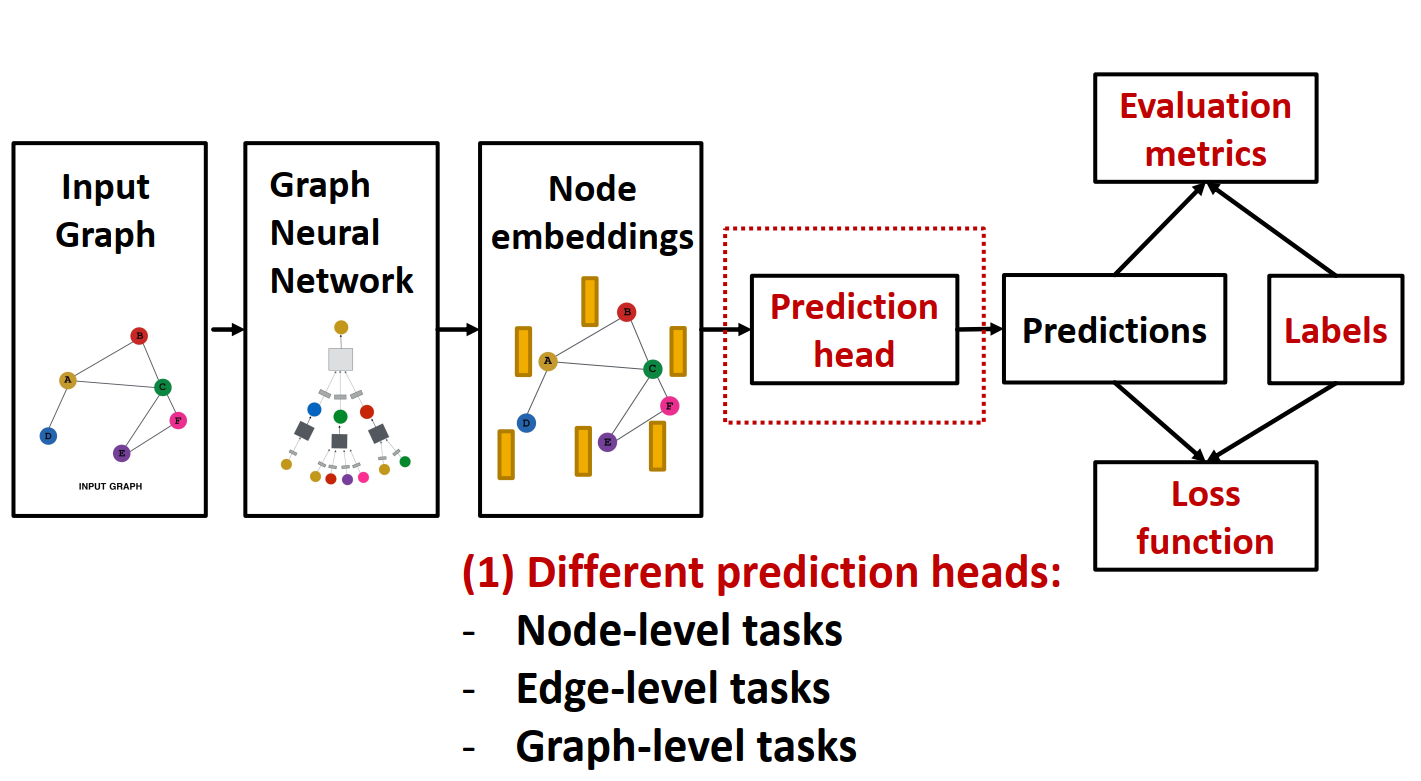 Input
Graph
B
A
C
F
D
E
INPUT GRAPH
Graph
Neural
Network
Node
embeddings
B
A
C
F
D
E
Prediction
head
Predictions
Labels
Evaluation
metrics
Loss
function
(1) Different prediction heads:
- Node-level tasks
- Edge-level tasks
- Graph-level tasks